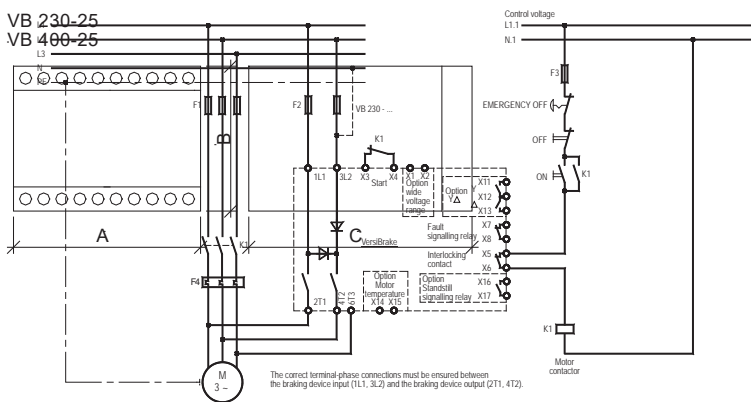 VB 230-25
VB 400-25
L3
N
PE
F1
B
F2
VB 230 - ...
K1
1L1
3L2
X3
X4
Start
X1
X2
Option
wide
voltage
range
Option
Y△
Y
△
X11
X12
X13
Fault
signalling relay
X7
X8
Interlocking
contact
X5
X6
Option
Standstill
signalling relay
X16
X17
A
C
VersiBrake
K1
F4
Option
Motor
temperature
X14
X15
2T1
4T2
6T3
M
3 ~
The correct terminal-phase connections must be ensured between
the braking device input (1L1, 3L2) and the braking device output (2T1, 4T2).
Control voltage
L1.1
N.1
F3
EMERGENCY OFF
OFF
ON
K1
K1
Motor
contactor